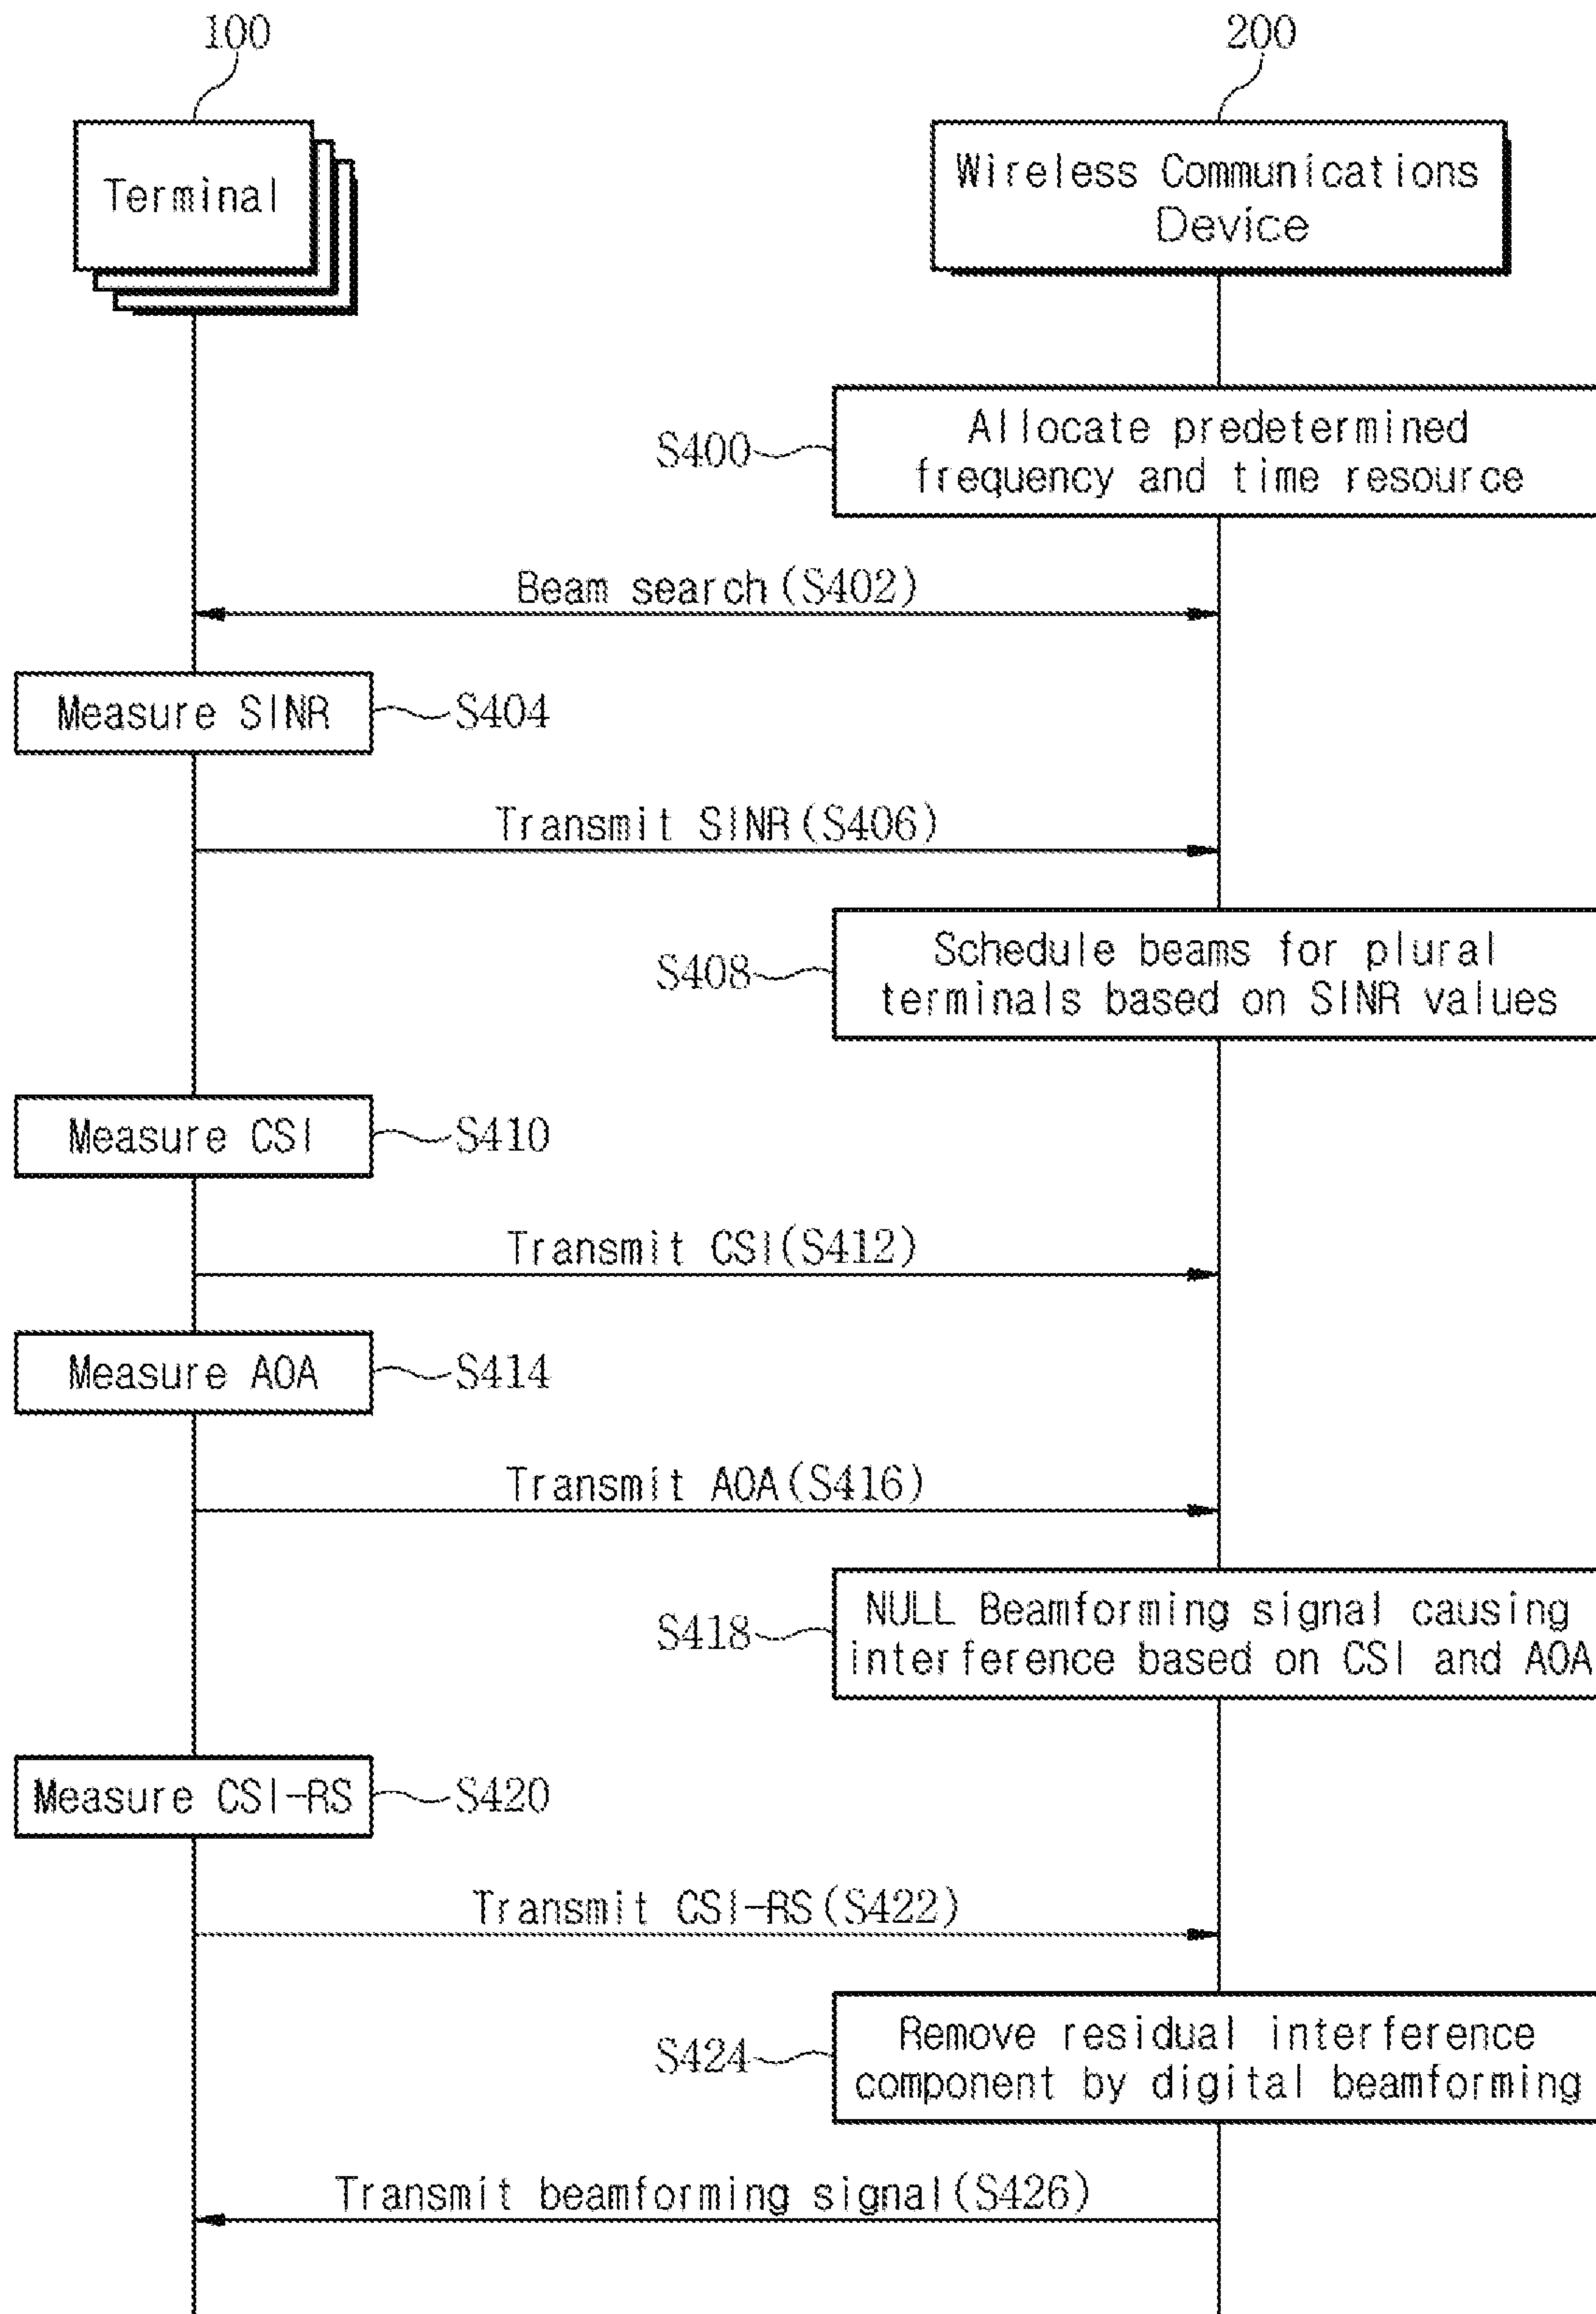 100
200
Terminal
Wireless Communications
Device
S400
Allocate predetermined
frequency and time resource
Beam search(S402)
Measure SINR
S404
Transmit SINR(S406)
S408
Schedule beams for plural
terminals based on SINR values
Measure CSI
S410
Transmit CSI(S412)
Measure AOA
S414
Transmit AOA(S416)
S418
NULL Beamforming signal causing
interference based on CSI and AOA
Measure CSI-RS
S420
Transmit CSI-RS(S422)
S424
Remove residual interference
component by digital beamforming
Transmit beamforming signal(S426)